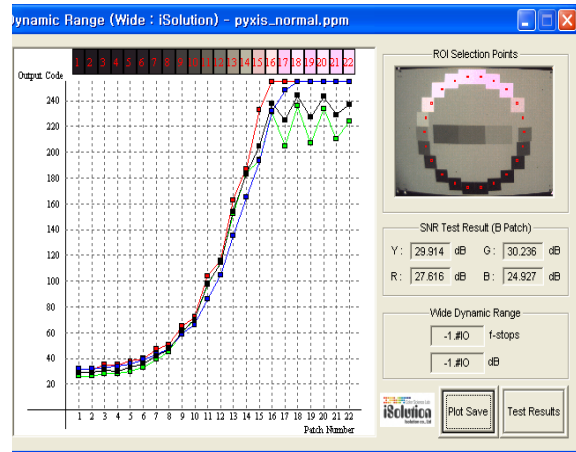 Dynamic Range (Wide : iSolution) - pyxis_normal.ppm
1 2 3 4 5 6 7 8 9 10 11 12 13 14 15 16 17 18 19 20 21 22
Output Code
240
220
200
180
160
140
120
100
80
60
40
20
1 2 3 4 5 6 7 8 9 10 11 12 13 14 15 16 17 18 19 20 21 22
Patch Number
ROI Selection Points
SNR Test Result (B Patch)
Y : 29.914 dB G : 30.236 dB
R : 27.616 dB B : 24.927 dB
Wide Dynamic Range
-1.#IO f-stops
-1.#IO dB
iSolution
Plot Save
Test Results